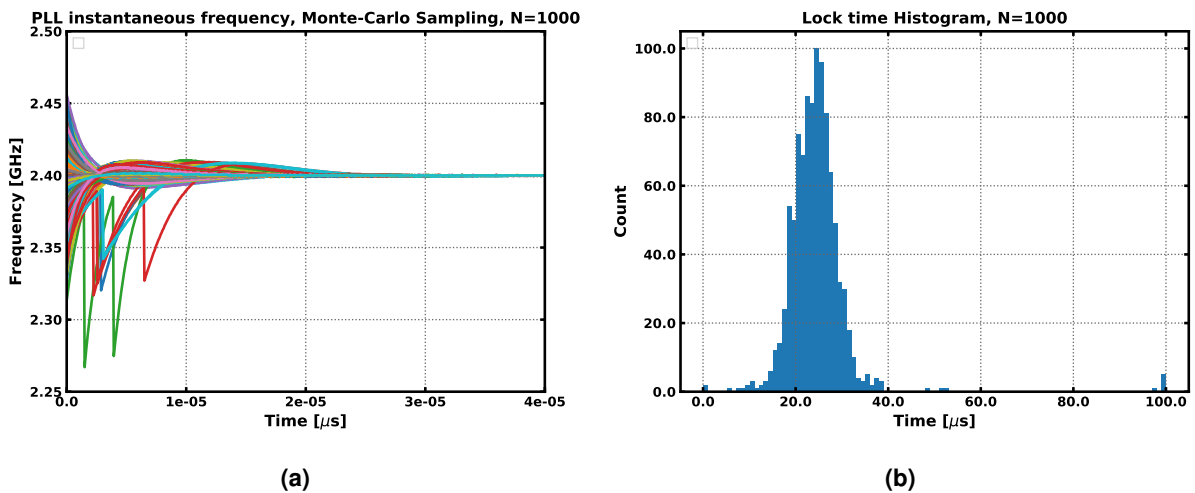 PLL instantaneous frequency, Monte-Carlo Sampling, N=1000
2.50
2.45
2.40
2.35
2.30
2.25
Frequency [GHz]
0.0 1e-05 2e-05 3e-05 4e-05
Time [μs]
(a)
Lock time Histogram, N=1000
100.0
80.0
60.0
40.0
20.0
0.0
Count
0.0 20.0 40.0 60.0 80.0 100.0
Time [μs]
(b)